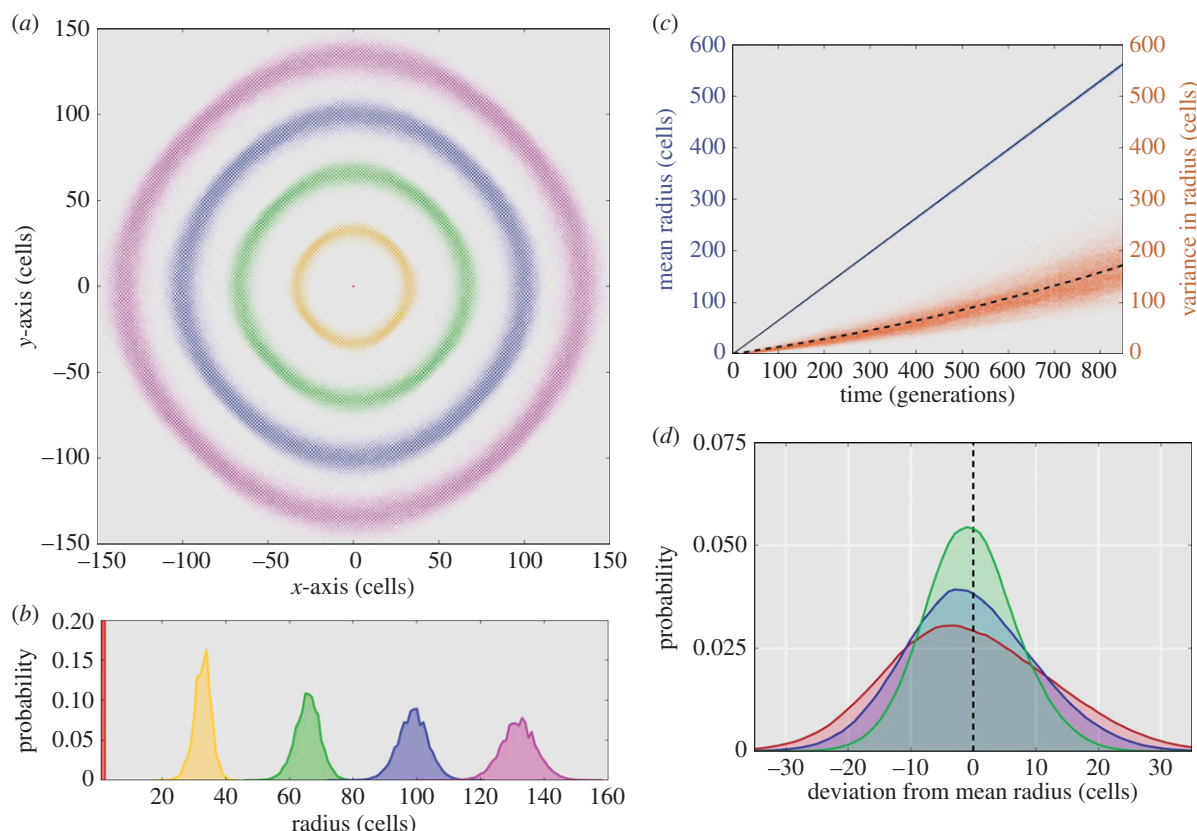 (a)
150
100
50
0
−50
−100
−150
y-axis (cells)
−150 −100 −50 0 50 100 150
x-axis (cells)
(b)
0.20
0.15
0.10
0.05
0
probability
20 40 60 80 100 120 140 160
radius (cells)
(c)
600
500
400
300
200
100
0
mean radius (cells)
600
500
400
300
200
100
0
variance in radius (cells)
0 100 200 300 400 500 600 700 800
time (generations)
(d)
0.075
0.050
0.025
0
probability
−30 −20 −10 0 10 20 30
deviation from mean radius (cells)